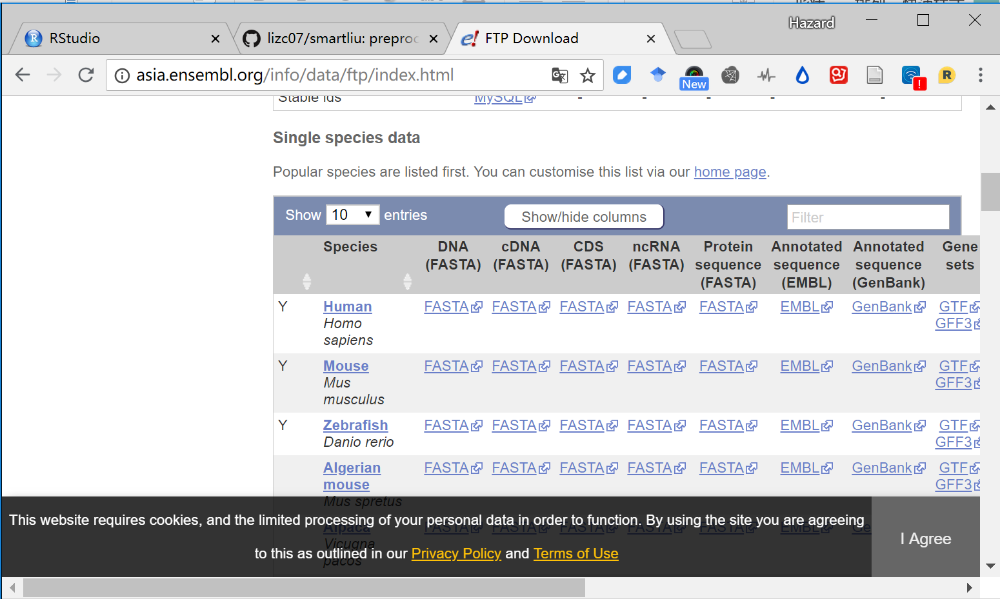 Hazard
RStudio
lizc07/smartliu: preproc
FTP Download
asia.ensembl.org/info/data/ftp/index.html
New
R
Stable ids MySQL - - - - -
Single species data
Popular species are listed first. You can customise this list via our home page.
Show 10 entries Show/hide columns Filter
Species DNA cDNA CDS ncRNA Protein Annotated Annotated Gene
(FASTA) (FASTA) (FASTA) (FASTA) sequence sequence sequence sets
(FASTA) (EMBL) (GenBank)
Y Human FASTA FASTA FASTA FASTA FASTA EMBL GenBank GTF
Homo GFF3
sapiens
Y Mouse FASTA FASTA FASTA FASTA FASTA EMBL GenBank GTF
Mus GFF3
musculus
Y Zebrafish FASTA FASTA FASTA FASTA FASTA EMBL GenBank GTF
Danio rerio GFF3
Algerian FASTA FASTA FASTA FASTA FASTA EMBL GenBank GTF
mouse GFF3
Mus spretus
This website requires cookies, and the limited processing of your personal data in order to function. By using the site you are agreeing
Alpaca FASTA FASTA FASTA FASTA FASTA EMBL Ge
Vicugna
to this as outlined in our Privacy Policy and Terms of Use
pacos
I Agree